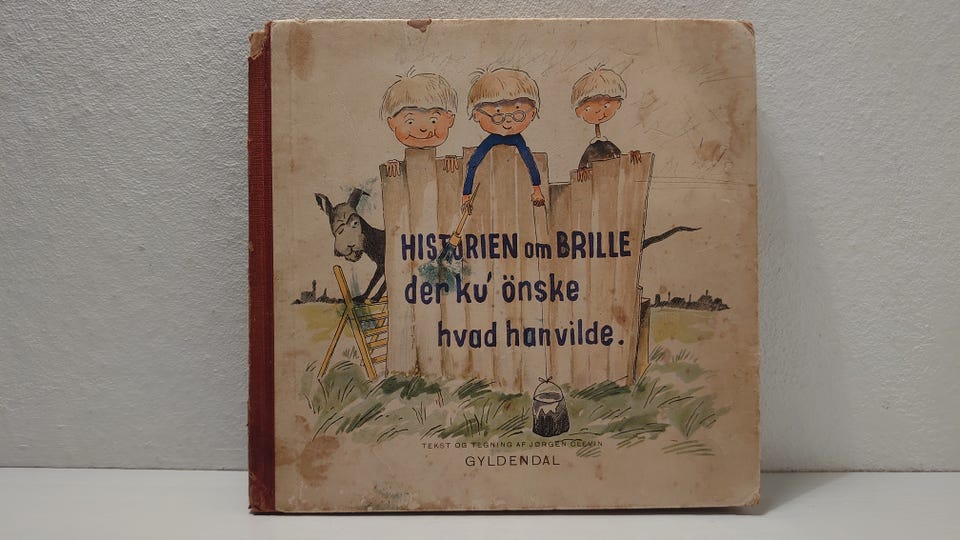 HISTORIEN om BRILLE
der ku' önske
hvad han vilde.
TEKST OG TEGNING AF JØRGEN CLEVIN
GYLDENDAL